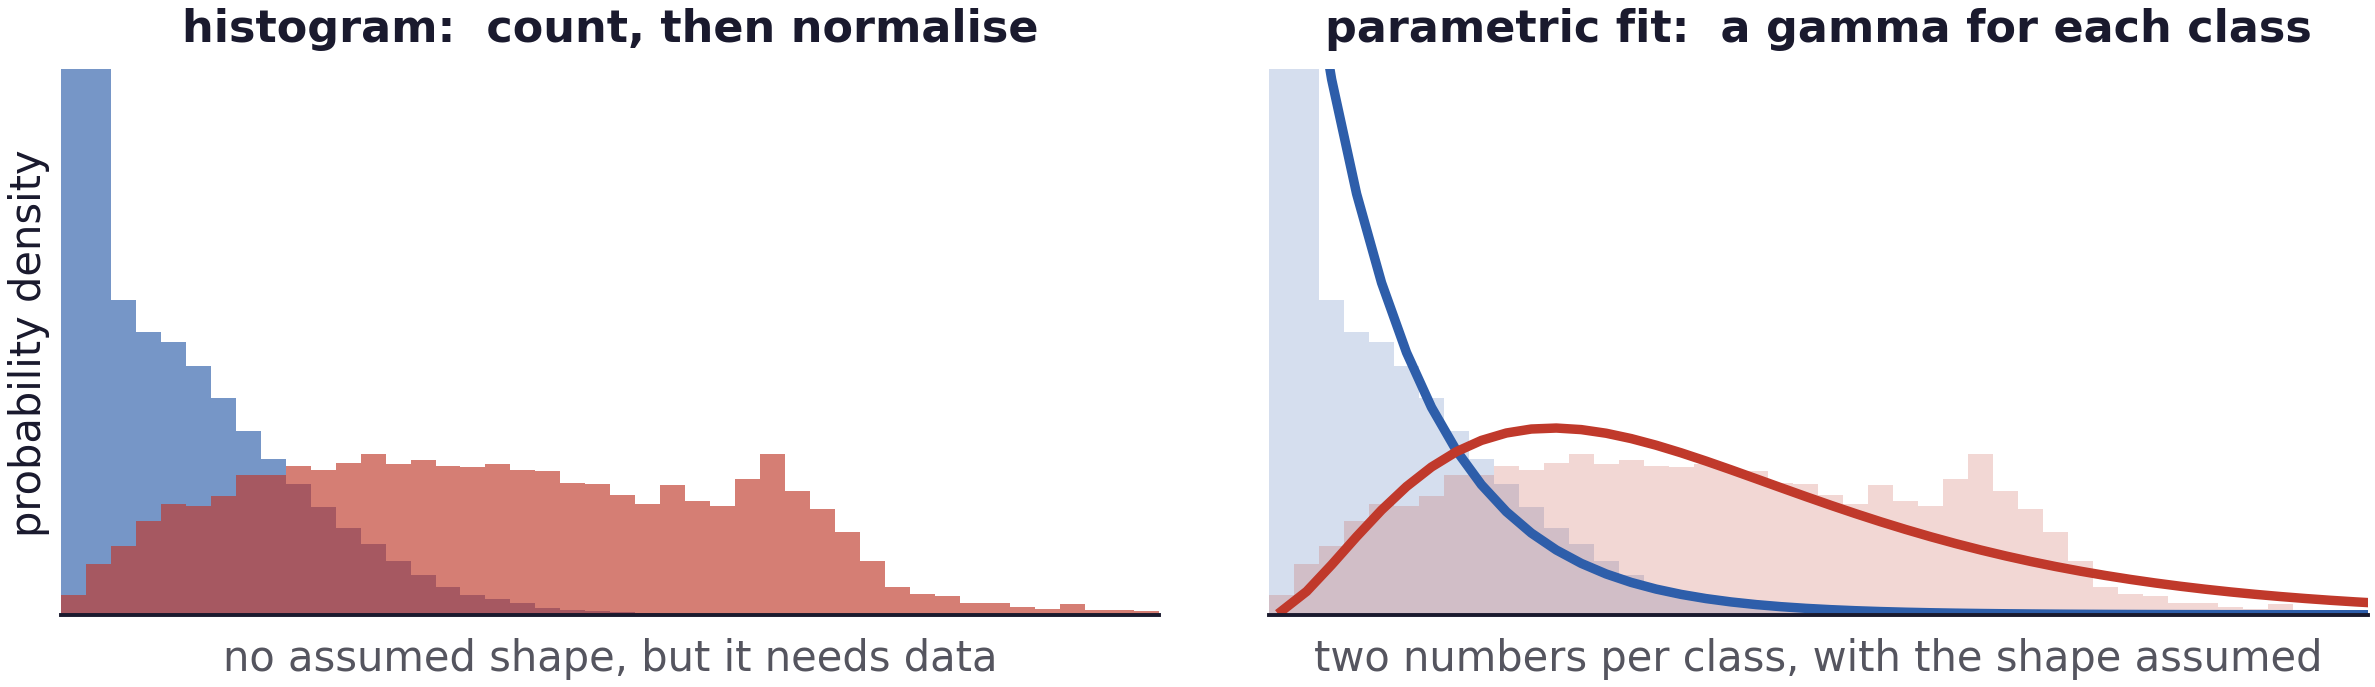 histogram:  count, then normalise
probability density
no assumed shape, but it needs data
parametric fit:  a gamma for each class
two numbers per class, with the shape assumed